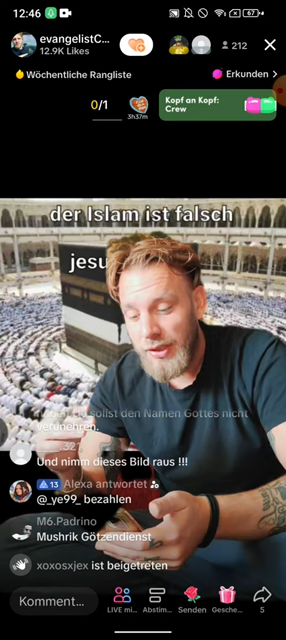 12:46
67
evangelistC...
12.9K Likes
212
Wöchentliche Rangliste
Erkunden >
0/1
3h37m
Kopf an Kopf:
Crew
der Islam ist falsch
jesu
du sollst den Namen Gottes nicht
verunehren.
Und nimm dieses Bild raus !!!
13 Alexa antwortet
@_ye99_ bezahlen
M6.Padrino
Mushrik Götzendienst
xoxosxjex ist beigetreten
Komment...
LIVE mi...
Abstim...
Senden
Gesche...
5